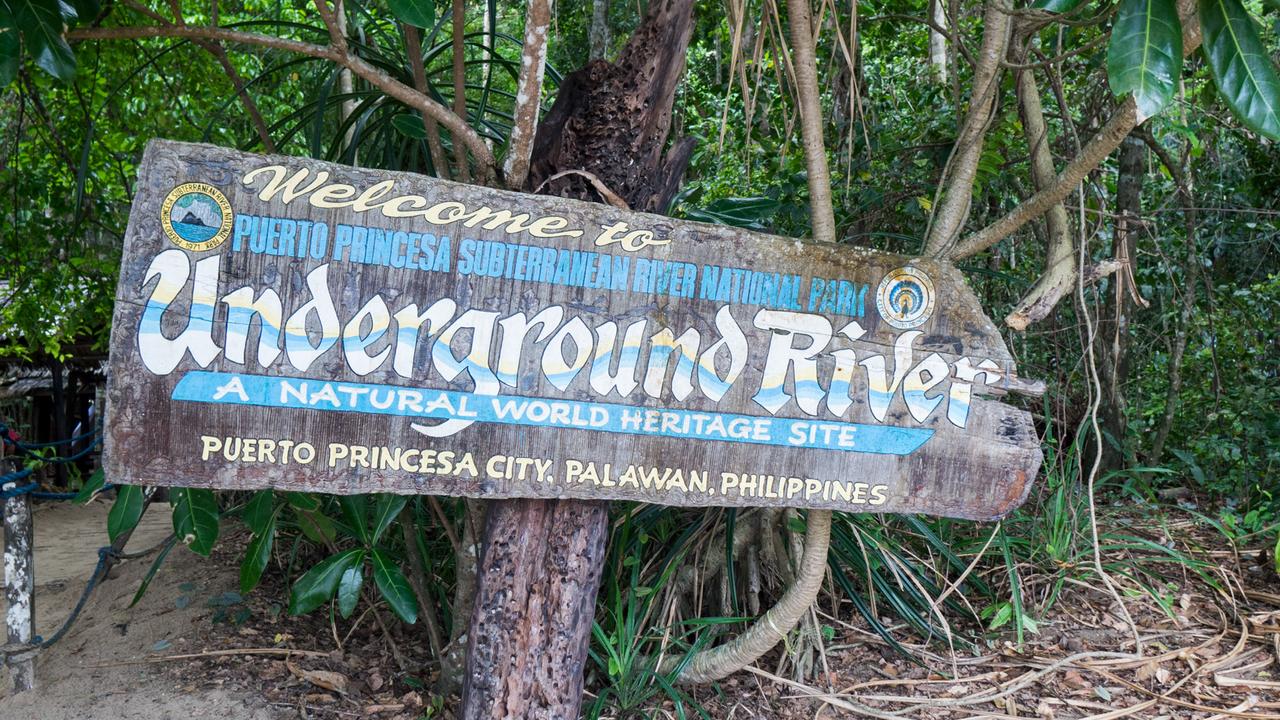 Welcome to
PUERTO PRINCESA SUBTERRANEAN RIVER NATIONAL PARK
Underground River
A NATURAL WORLD HERITAGE SITE
PUERTO PRINCESA CITY, PALAWAN, PHILIPPINES
1971